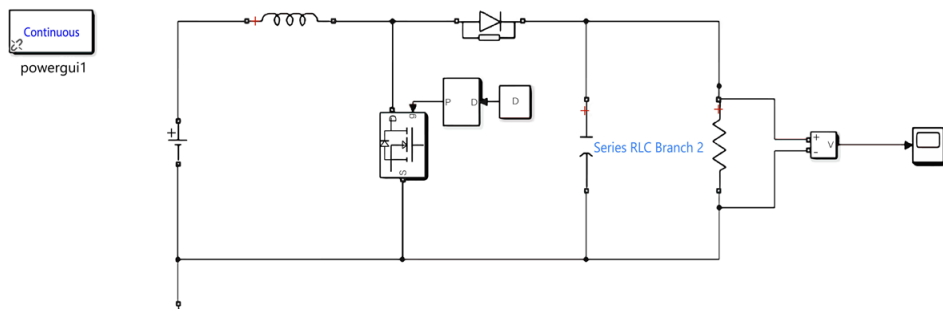 Continuous
powergui1
g
D
S
P
D
D
Series RLC Branch 2
+
+
-
v